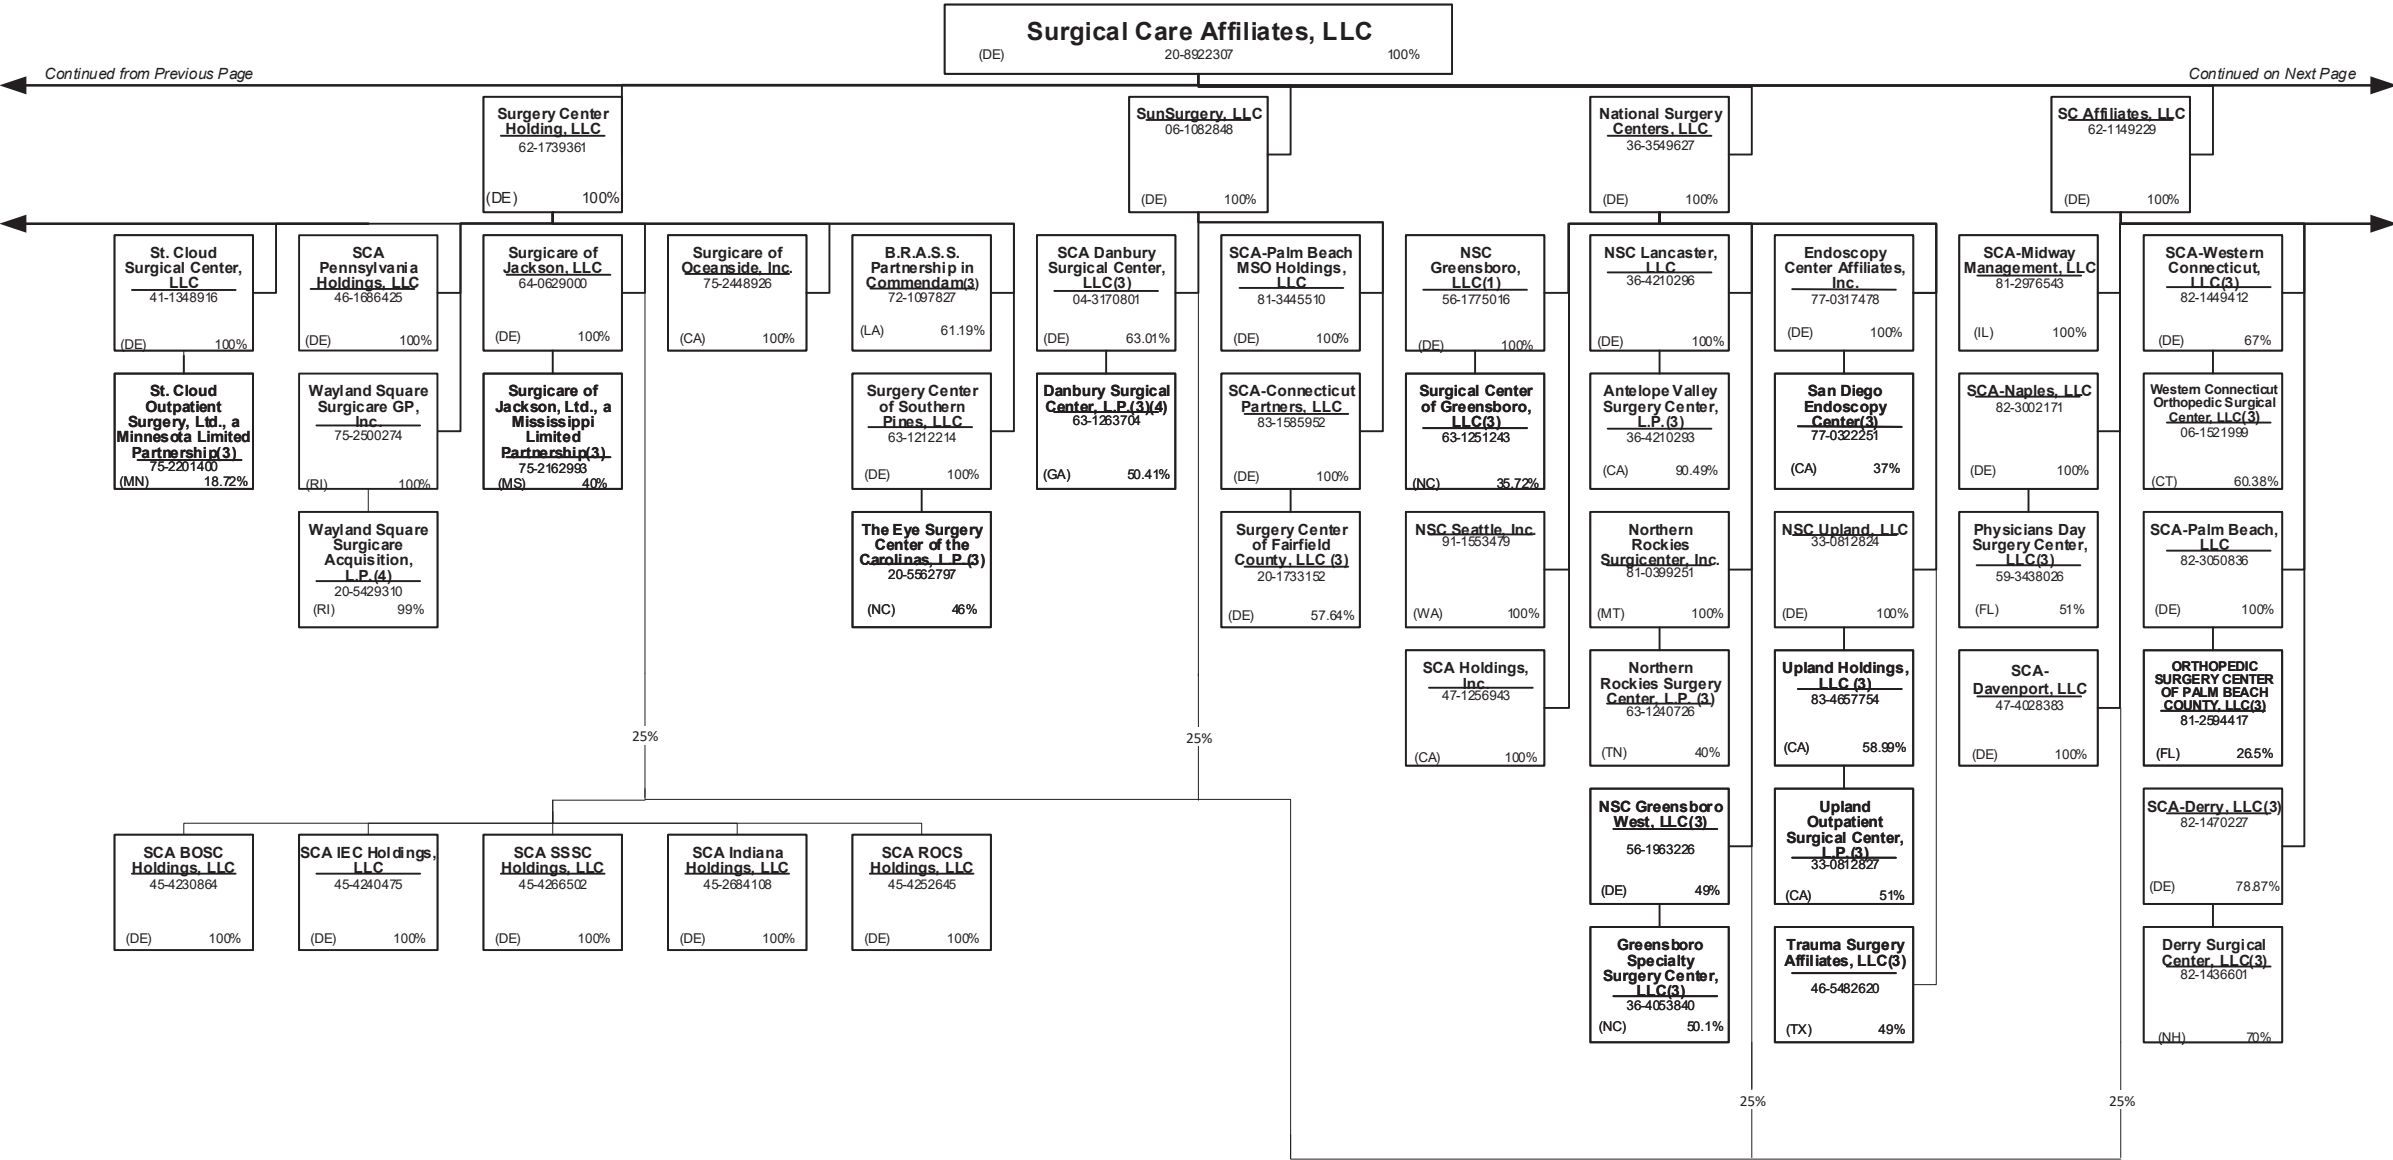 Surgical Care Affiliates, LLC
(DE) 20-8922307 100%
Continued from Previous Page
Continued on Next Page
Surgery Center
Holding, LLC
62-1739361
(DE) 100%
SunSurgery, LLC
06-1082848
(DE) 100%
National Surgery
Centers, LLC
36-3549627
(DE) 100%
SC Affiliates, LLC
62-1149229
(DE) 100%
St. Cloud
Surgical Center,
LLC
41-1348916
(DE) 100%
SCA
Pennsylvania
Holdings, LLC
46-1686425
(DE) 100%
Surgicare of
Jackson, LLC
64-0629000
(DE) 100%
Surgicare of
Oceanside, Inc.
75-2448926
(CA) 100%
B.R.A.S.S.
Partnership in
Commendam(3)
72-1097827
(LA) 61.19%
SCA Danbury
Surgical Center,
LLC(3)
04-3170801
(DE) 63.01%
SCA-Palm Beach
MSO Holdings,
LLC
81-3445510
(DE) 100%
NSC
Greensboro,
LLC(1)
56-1775016
(DE) 100%
NSC Lancaster,
LLC
36-4210296
(DE) 100%
Endoscopy
Center Affiliates,
Inc.
77-0317478
(DE) 100%
SCA-Midway
Management, LLC
81-2976543
(IL) 100%
SCA-Western
Connecticut,
LLC(3)
82-1449412
(DE) 67%
St. Cloud
Outpatient
Surgery, Ltd., a
Minnesota Limited
Partnership(3)
75-2201400
(MN) 18.72%
Wayland Square
Surgicare GP,
Inc.
75-2500274
(RI) 100%
Surgicare of
Jackson, Ltd., a
Mississippi
Limited
Partnership(3)
75-2162993
(MS) 40%
Surgery Center
of Southern
Pines, LLC
63-1212214
(DE) 100%
Danbury Surgical
Center, L.P.(3)(4)
63-1263704
(GA) 50.41%
SCA-Connecticut
Partners, LLC
83-1585952
(DE) 100%
Surgical Center
of Greensboro,
LLC(3)
63-1251243
(NC) 35.72%
Antelope Valley
Surgery Center,
L.P.(3)
36-4210293
(CA) 90.49%
San Diego
Endoscopy
Center(3)
77-0322251
(CA) 37%
SCA-Naples, LLC
82-3002171
(DE) 100%
Western Connecticut
Orthopedic Surgical
Center, LLC(3)
06-1521999
(CT) 60.38%
Wayland Square
Surgicare
Acquisition,
L.P.(4)
20-5429310
(RI) 99%
The Eye Surgery
Center of the
Carolinas, L.P.(3)
20-5562797
(NC) 46%
Surgery Center
of Fairfield
County, LLC (3)
20-1733152
(DE) 57.64%
NSC Seattle, Inc.
91-1553479
(WA) 100%
Northern
Rockies
Surgicenter, Inc.
81-0399251
(MT) 100%
NSC Upland, LLC
33-0812824
(DE) 100%
Physicians Day
Surgery Center,
LLC(3)
59-3438026
(FL) 51%
SCA-Palm Beach,
LLC
82-3050836
(DE) 100%
SCA Holdings,
Inc.
47-1256943
(CA) 100%
Northern
Rockies Surgery
Center, L.P. (3)
63-1240726
(TN) 40%
Upland Holdings,
LLC (3)
83-4657754
(CA) 58.99%
SCA-
Davenport, LLC
47-4028383
(DE) 100%
ORTHOPEDIC
SURGERY CENTER
OF PALM BEACH
COUNTY, LLC(3)
81-2594417
(FL) 26.5%
25%
25%
NSC Greensboro
West, LLC(3)
56-1963226
(DE) 49%
Upland
Outpatient
Surgical Center,
L.P.(3)
33-0812827
(CA) 51%
SCA-Derry, LLC(3)
82-1470227
(DE) 78.87%
SCA BOSC
Holdings, LLC
45-4230864
(DE) 100%
SCA IEC Holdings,
LLC
45-4240475
(DE) 100%
SCA SSSC
Holdings, LLC
45-4266502
(DE) 100%
SCA Indiana
Holdings, LLC
45-2684108
(DE) 100%
SCA ROCS
Holdings, LLC
45-4252645
(DE) 100%
Greensboro
Specialty
Surgery Center,
LLC(3)
36-4053840
(NC) 50.1%
Trauma Surgery
Affiliates, LLC(3)
46-5482620
(TX) 49%
Derry Surgical
Center, LLC(3)
82-1436601
(NH) 70%
25%
25%